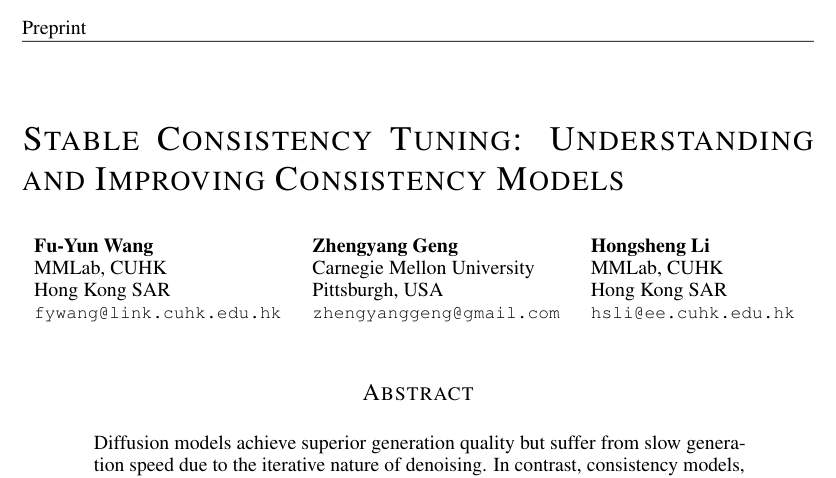 Preprint
STABLE CONSISTENCY TUNING: UNDERSTANDING
AND IMPROVING CONSISTENCY MODELS
Fu-Yun Wang Zhengyang Geng Hongsheng Li
MMLab, CUHK Carnegie Mellon University MMLab, CUHK
Hong Kong SAR Pittsburgh, USA Hong Kong SAR
fywang@link.cuhk.edu.hk zhengyanggeng@gmail.com hsli@ee.cuhk.edu.hk
ABSTRACT
Diffusion models achieve superior generation quality but suffer from slow genera-
tion speed due to the iterative nature of denoising. In contrast, consistency models,